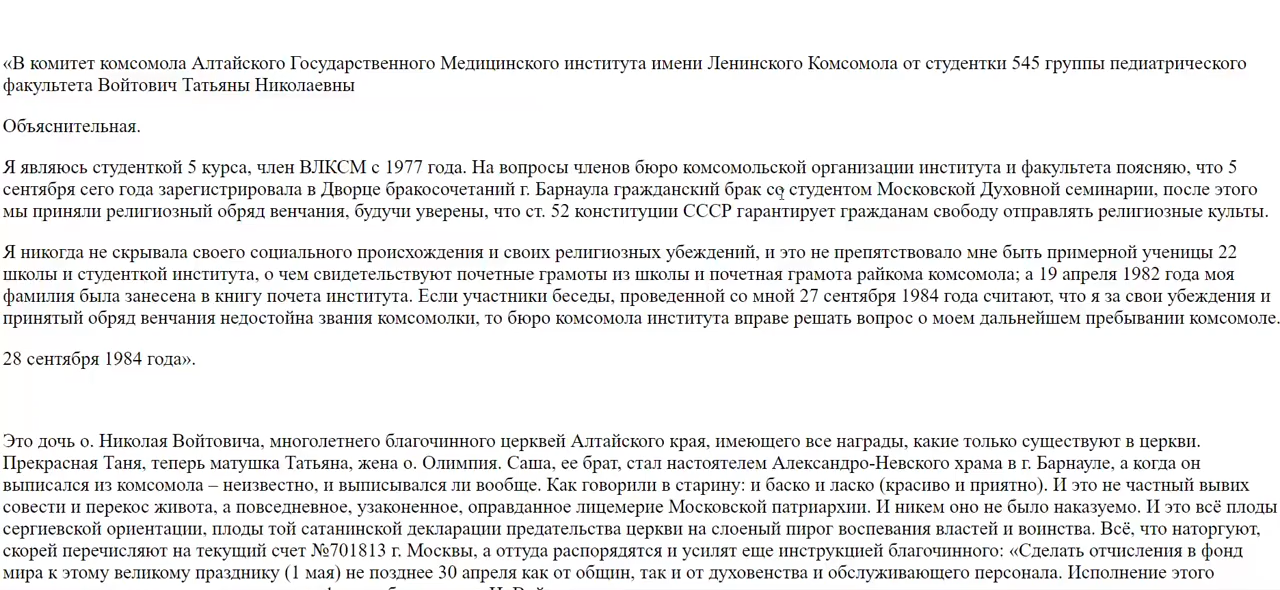 «В комитет комсомола Алтайского Государственного Медицинского института имени Ленинского Комсомола от студентки 545 группы педиатрического
факультета Войтович Татьяны Николаевны
Объяснительная.
Я являюсь студенткой 5 курса, член ВЛКСМ с 1977 года. На вопросы членов бюро комсомольской организации института и факультета поясняю, что 5
сентября сего года зарегистрировала в Дворце бракосочетаний г. Барнаула гражданский брак со студентом Московской Духовной семинарии, после этого
мы приняли религиозный обряд венчания, будучи уверены, что ст. 52 конституции СССР гарантирует гражданам свободу отправлять религиозные культы.
Я никогда не скрывала своего социального происхождения и своих религиозных убеждений, и это не препятствовало мне быть примерной ученицы 22
школы и студенткой института, о чем свидетельствуют почетные грамоты из школы и почетная грамота райкома комсомола; а 19 апреля 1982 года моя
фамилия была занесена в книгу почета института. Если участники беседы, проведенной со мной 27 сентября 1984 года считают, что я за свои убеждения и
принятый обряд венчания недостойна звания комсомолки, то бюро комсомола института вправе решать вопрос о моем дальнейшем пребывании комсомоле.
28 сентября 1984 года».
Это дочь о. Николая Войтовича, многолетнего благочинного церквей Алтайского края, имеющего все награды, какие только существуют в церкви.
Прекрасная Таня, теперь матушка Татьяна, жена о. Олимпия. Саша, ее брат, стал настоятелем Александро-Невского храма в г. Барнауле, а когда он
выписался из комсомола – неизвестно, и выписывался ли вообще. Как говорили в старину: и баско и ласко (красиво и приятно). И это не частный вывих
совести и перекос живота, а повседневное, узаконенное, оправданное лицемерие Московской патриархии. И никем оно не было наказуемо. И это всё плоды
сергиевской ориентации, плоды той сатанинской декларации предательства церкви на слоеный пирог воспевания властей и воинства. Всё, что наторгуют,
скорей перечисляют на текущий счет №701813 г. Москвы, а оттуда распорядятся и усилят еще инструкцией благочинного: «Сделать отчисления в фонд
мира к этому великому празднику (1 мая) не позднее 30 апреля как от общин, так и от духовенства и обслуживающего персонала. Исполнение этого